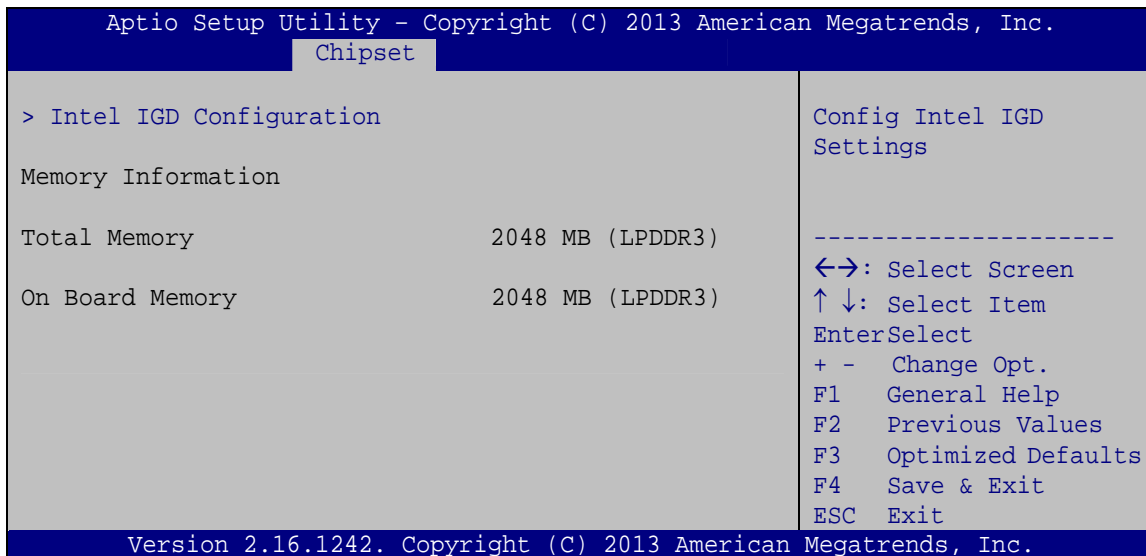 Aptio Setup Utility – Copyright (C) 2013 American Megatrends, Inc.
Chipset
> Intel IGD Configuration
Memory Information
Total Memory 2048 MB (LPDDR3)
On Board Memory 2048 MB (LPDDR3)
Config Intel IGD
Settings
---------------------
←→: Select Screen
↑ ↓: Select Item
EnterSelect
+ - Change Opt.
F1 General Help
F2 Previous Values
F3 Optimized Defaults
F4 Save & Exit
ESC Exit
Version 2.16.1242. Copyright (C) 2013 American Megatrends, Inc.